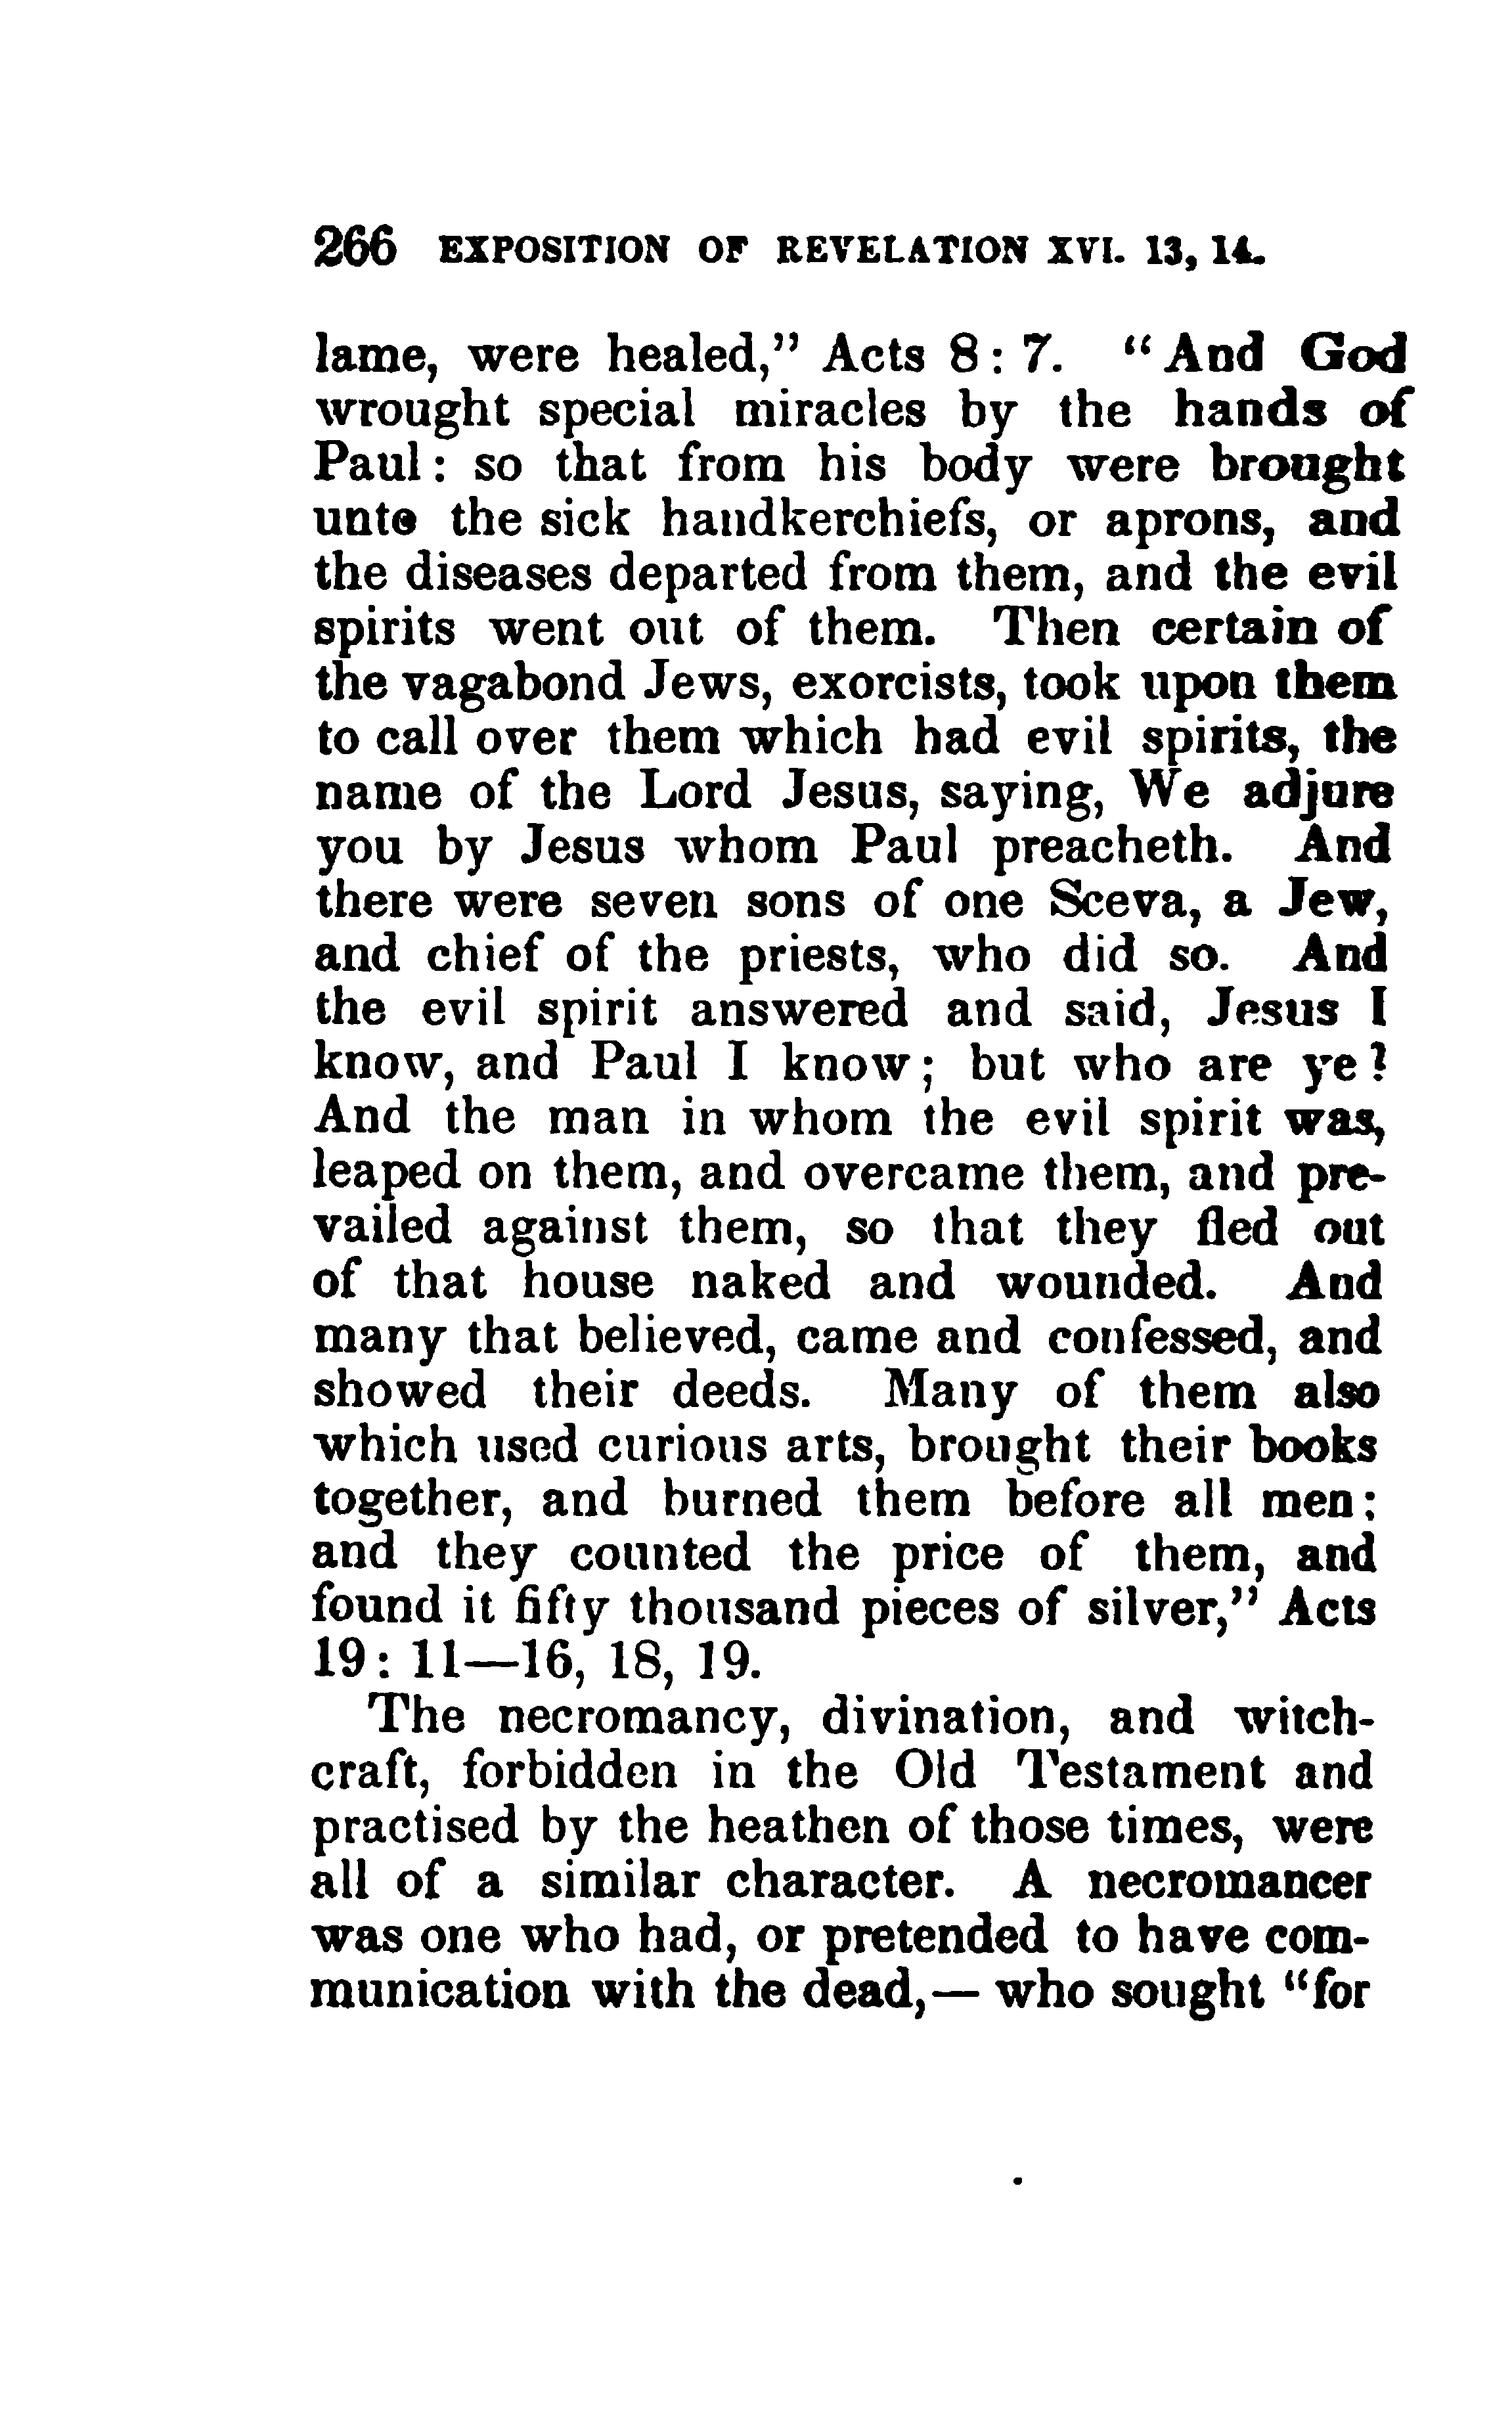 266 EXPOSITION OF REVELATION XVI. 13, 14.
lame, were healed,” Acts 8 : 7. “And God
wrought special miracles by the hands of
Paul : so that from his body were brought
unto the sick handkerchiefs, or aprons, and
the diseases departed from them, and the evil
spirits went out of them. Then certain of
the vagabond Jews, exorcists, took upon them
to call over them which had evil spirits, the
name of the Lord Jesus, saying, We adjure
you by Jesus whom Paul preacheth. And
there were seven sons of one Sceva, a Jew,
and chief of the priests, who did so. And
the evil spirit answered and said, Jesus I
know, and Paul I know ; but who are ye ?
And the man in whom the evil spirit was,
leaped on them, and overcame them, and pre-
vailed against them, so that they fled out
of that house naked and wounded. And
many that believed, came and confessed, and
showed their deeds. Many of them also
which used curious arts, brought their books
together, and burned them before all men ;
and they counted the price of them, and
found it fifty thousand pieces of silver,” Acts
19 : 11—16, 18, 19.
The necromancy, divination, and witch-
craft, forbidden in the Old Testament and
practised by the heathen of those times, were
all of a similar character. A necromancer
was one who had, or pretended to have com-
munication with the dead,— who sought “for